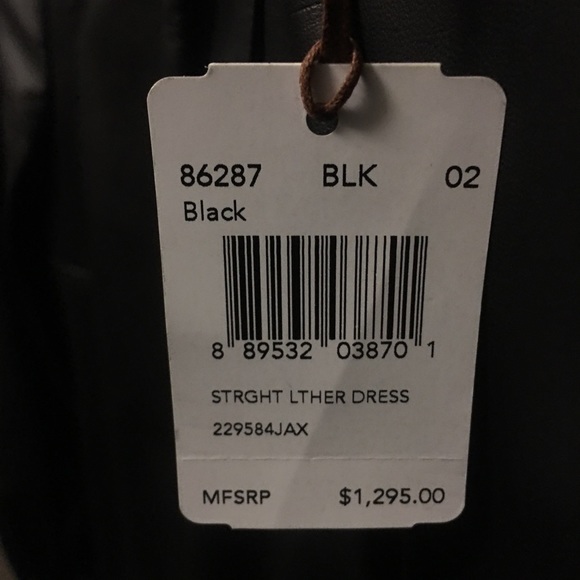 86287 BLK 02
Black
8 89532 03870 1
STRGHT LTHER DRESS
229584JAX
MFSRP $1,295.00